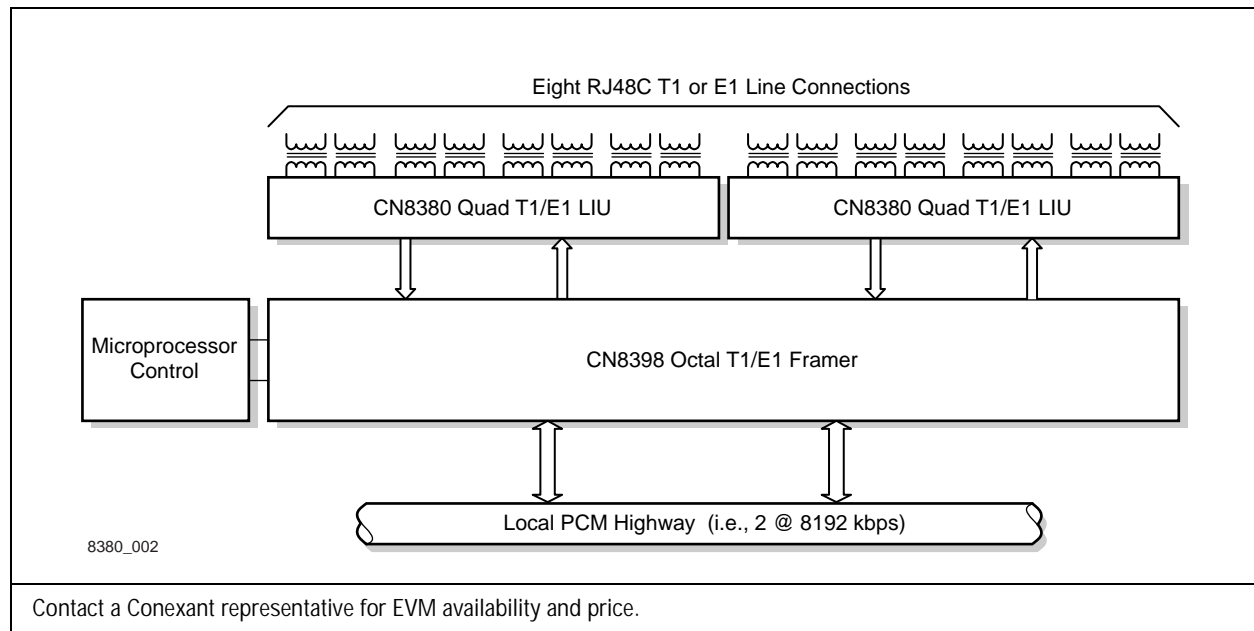 Eight RJ48C T1 or E1 Line Connections
CN8380 Quad T1/E1 LIU
CN8380 Quad T1/E1 LIU
Microprocessor
Control
CN8398 Octal T1/E1 Framer
Local PCM Highway (i.e., 2 @ 8192 kbps)
8380_002
Contact a Conexant representative for EVM availability and price.